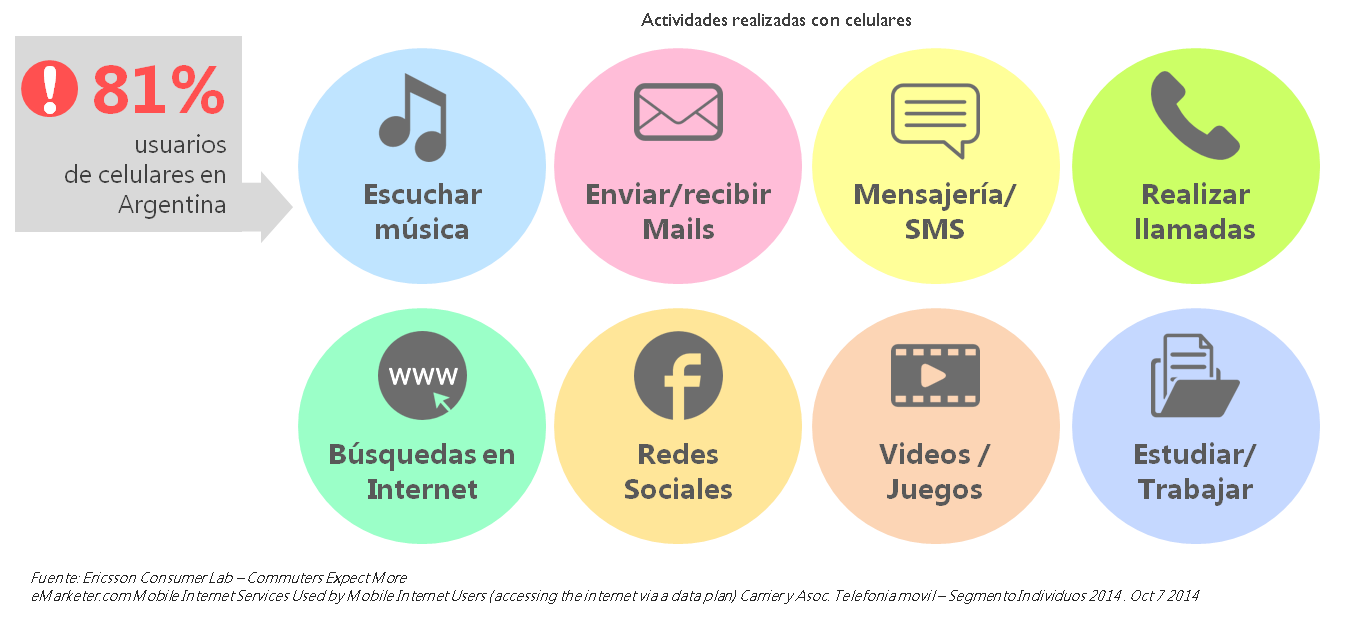 Actividades realizadas con celulares
81%
usuarios
de celulares en
Argentina
Escuchar
música
Enviar/recibir
Mails
Mensajería/
SMS
Realizar
llamadas
www
Búsquedas en
Internet
f
Redes
Sociales
Videos /
Juegos
Estudiar/
Trabajar
Fuente: Ericsson Consumer Lab – Commuters Expect More
eMarketer.com Mobile Internet Services Used by Mobile Internet Users (accessing the internet via a data plan) Carrier y Asoc. Telefonia movil – Segmento Individuos 2014 . Oct 7 2014